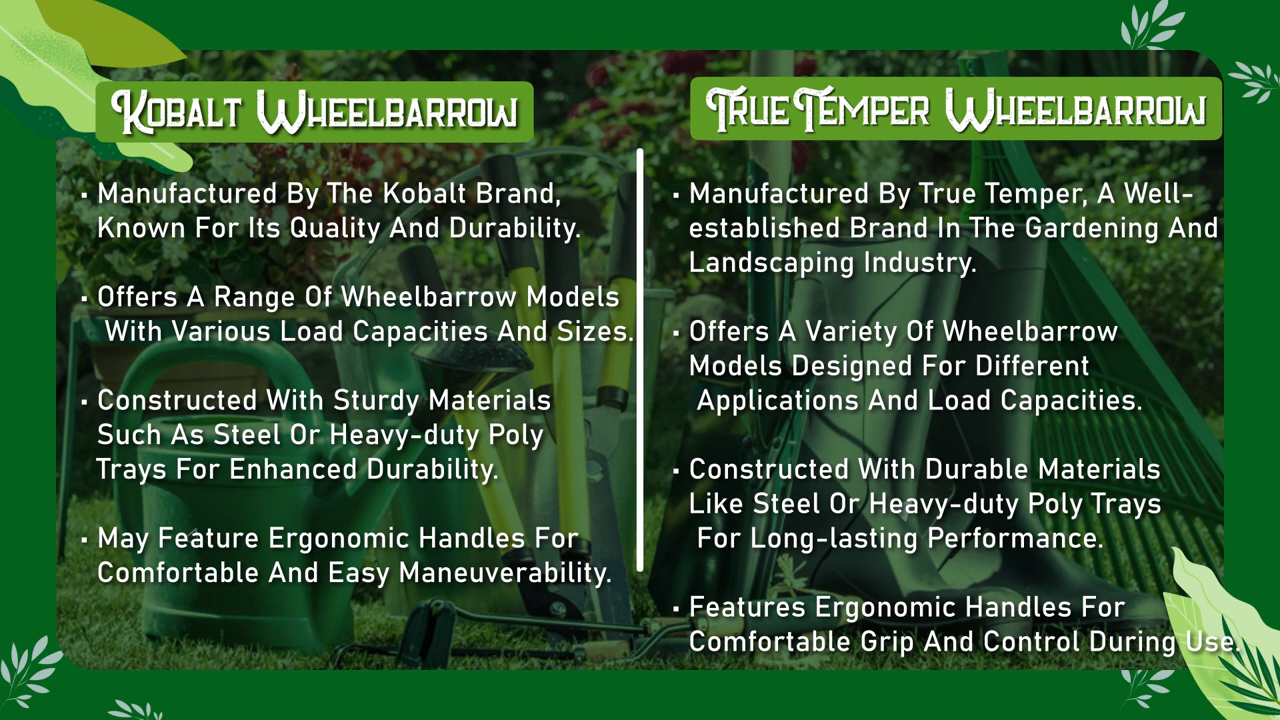 Kobalt Wheelbarrow
▪ Manufactured By The Kobalt Brand,
Known For Its Quality And Durability.
▪ Offers A Range Of Wheelbarrow Models
With Various Load Capacities And Sizes.
▪ Constructed With Sturdy Materials
Such As Steel Or Heavy-duty Poly
Trays For Enhanced Durability.
▪ May Feature Ergonomic Handles For
Comfortable And Easy Maneuverability.
True Temper Wheelbarrow
▪ Manufactured By True Temper, A Well-
established Brand In The Gardening And
Landscaping Industry.
▪ Offers A Variety Of Wheelbarrow
Models Designed For Different
Applications And Load Capacities.
▪ Constructed With Durable Materials
Like Steel Or Heavy-duty Poly Trays
For Long-lasting Performance.
▪ Features Ergonomic Handles For
Comfortable Grip And Control During Use.